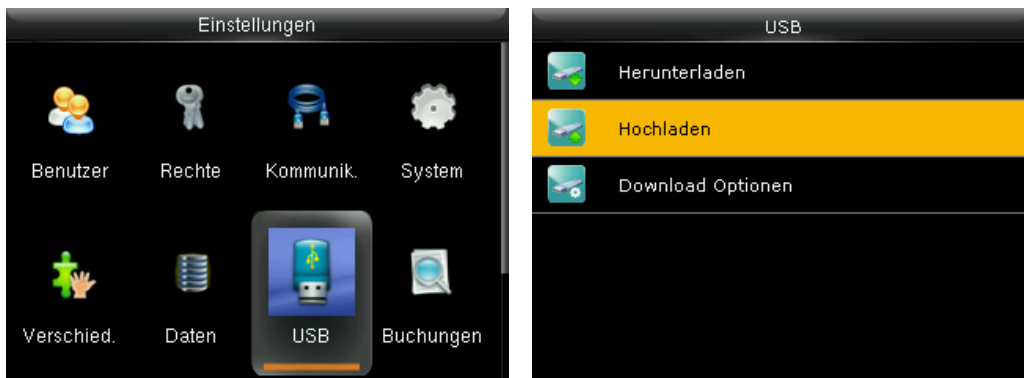 Einstellungen
Benutzer
Rechte
Kommunik.
System
Verschied.
Daten
USB
Buchungen
USB
Herunterladen
Hochladen
Download Optionen